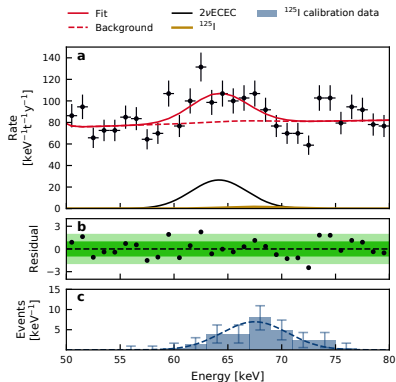 Fit
Background
2νECEC
¹²⁵I
¹²⁵I calibration data
a
140
120
100
80
60
40
20
0
Rate
[keV⁻¹t⁻¹y⁻¹]
b
3
0
−3
Residual
c
15
10
5
0
Events
[keV⁻¹]
50 55 60 65 70 75 80
Energy [keV]